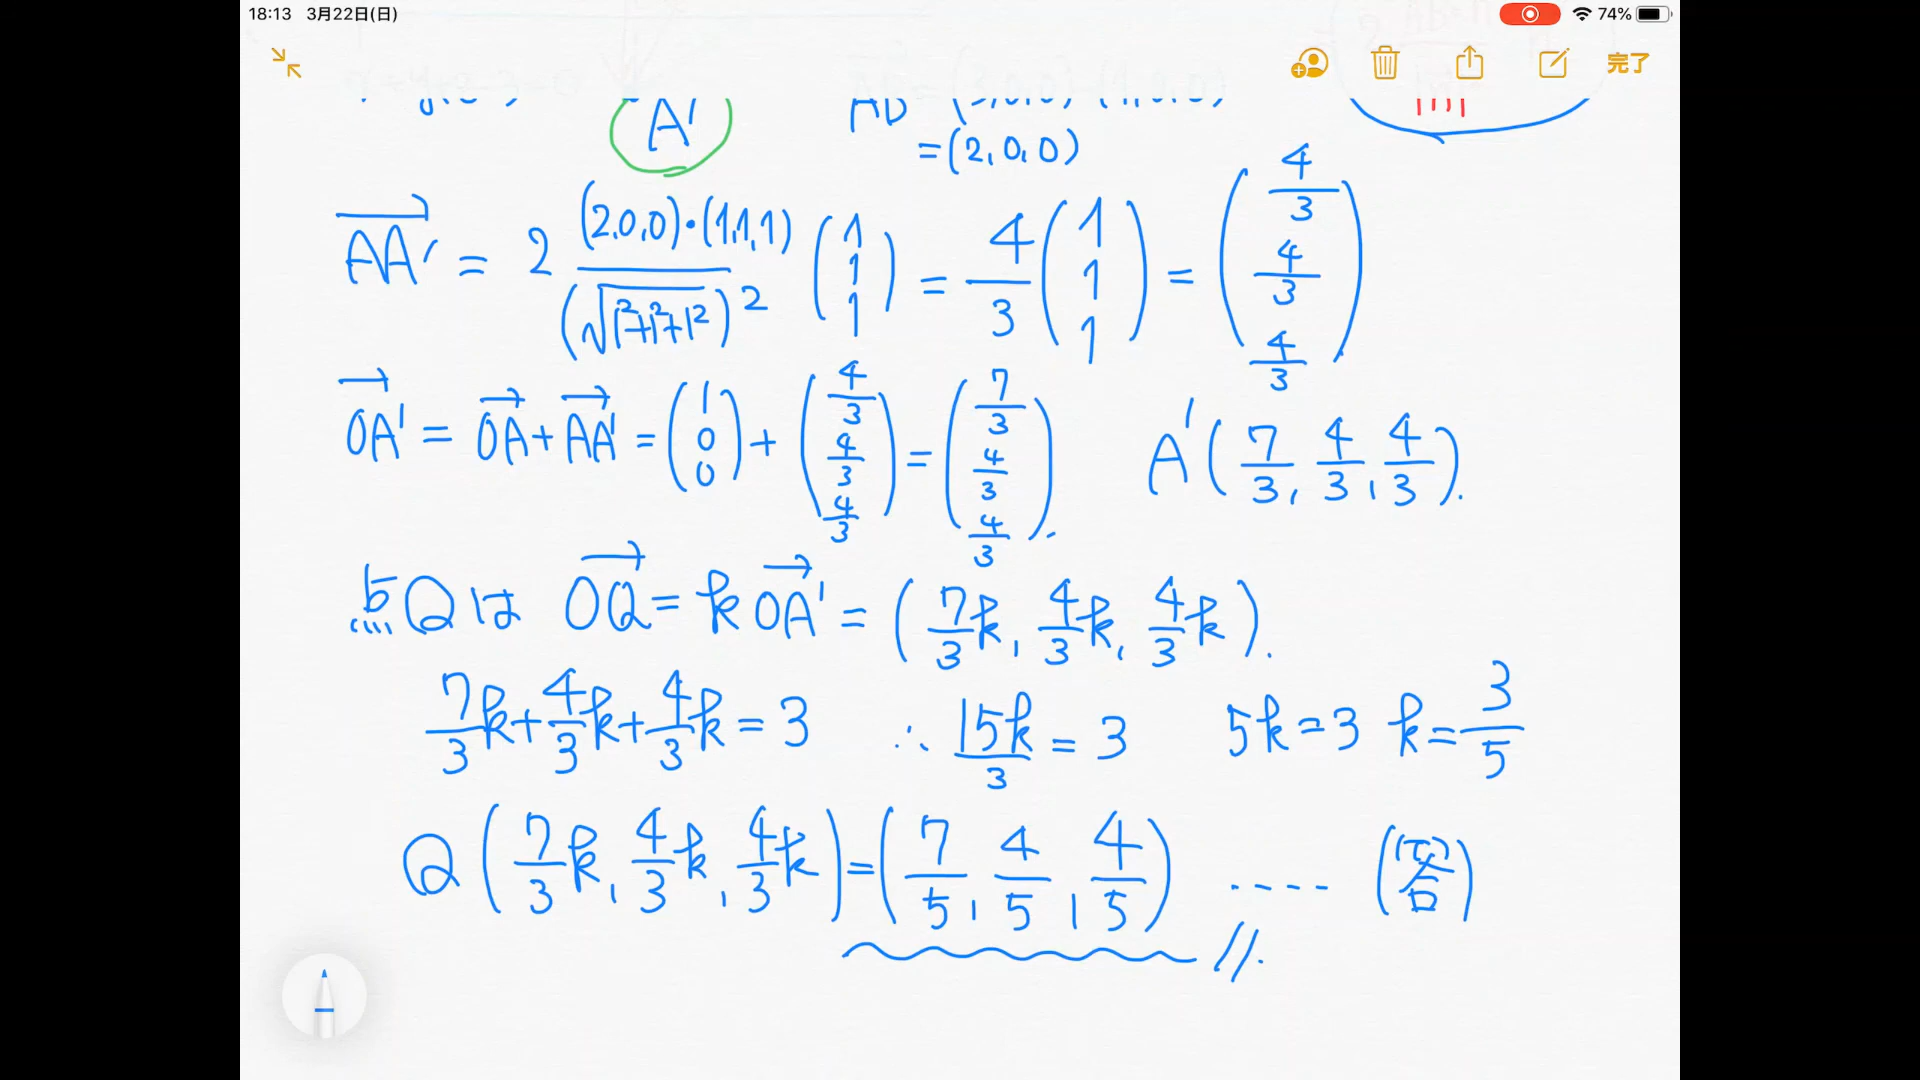 18:13 3月22日(日) 74%
完了
A'
= (2, 0, 0)
AA' = 2 (2,0,0)・(1,1,1) / (√1²+1²+1²)² (1 1 1) = 4/3 (1 1 1) = (4/3 4/3 4/3)
OA' = OA + AA' = (1 0 0) + (4/3 4/3 4/3) = (7/3 4/3 4/3). A' (7/3, 4/3, 4/3).
点Qは OQ = k OA' = (7/3 k, 4/3 k, 4/3 k).
7/3 k + 4/3 k + 4/3 k = 3 ∴ 15k/3 = 3 5k = 3 k = 3/5
Q (7/3 k, 4/3 k, 4/3 k) = (7/5, 4/5, 4/5) ---- (答)